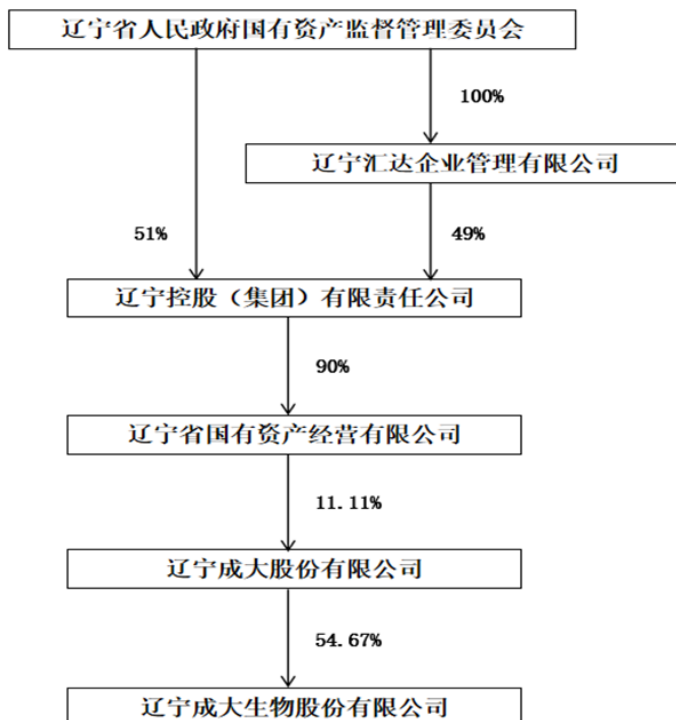 辽宁省人民政府国有资产监督管理委员会
100%
辽宁汇达企业管理有限公司
51%
49%
辽宁控股（集团）有限责任公司
90%
辽宁省国有资产经营有限公司
11.11%
辽宁成大股份有限公司
54.67%
辽宁成大生物股份有限公司